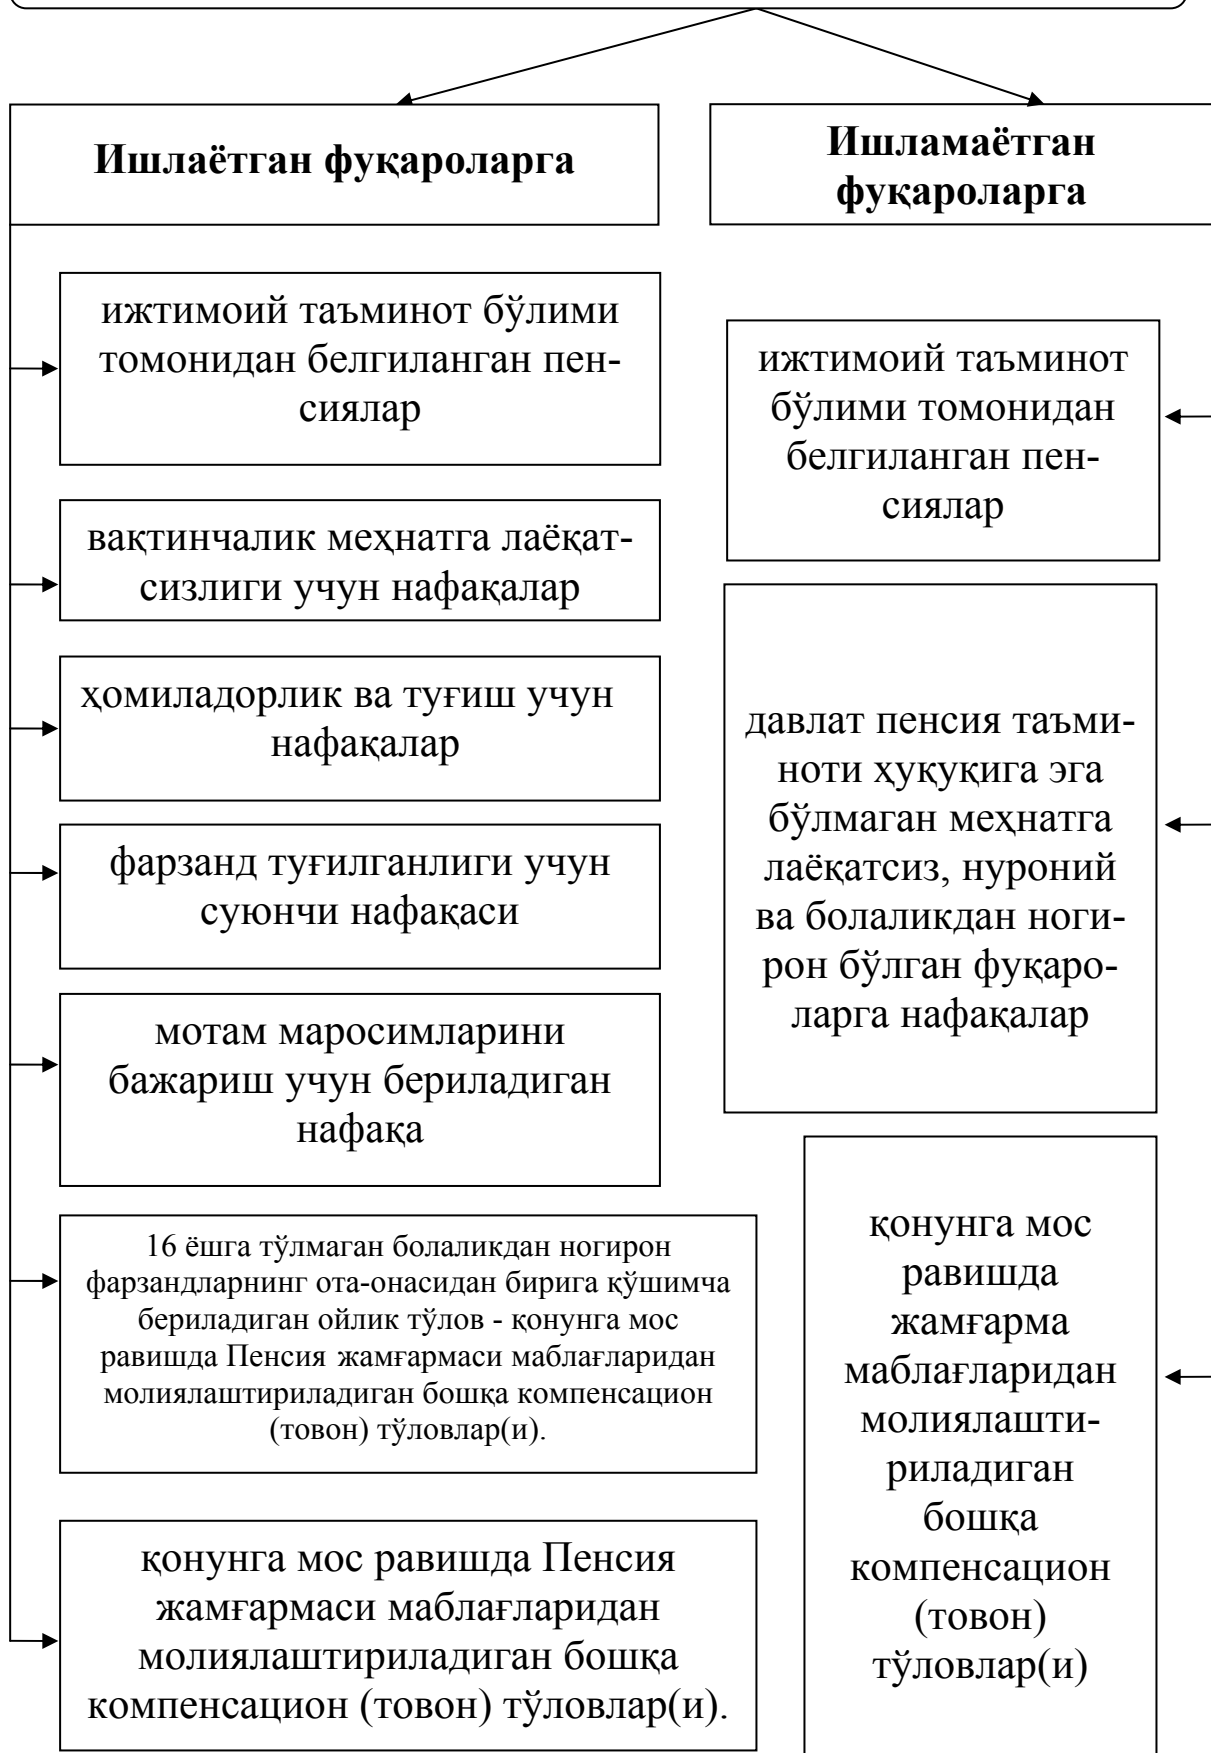 Ишлаётган фуқароларга
ижтимоий таъминот бўлими
томонидан белгиланган пен-
сиялар
вақтинчалик меҳнатга лаёқат-
сизлиги учун нафақалар
ҳомиладорлик ва туғиш учун
нафақалар
фарзанд туғилганлиги учун
суюнчи нафақаси
мотам маросимларини
бажариш учун бериладиган
нафақа
16 ёшга тўлмаган болаликдан ногирон
фарзандларнинг ота-онасидан бирига қўшимча
бериладиган ойлик тўлов - қонунга мос
равишда Пенсия жамғармаси маблағларидан
молиялаштириладиган бошқа компенсацион
(товон) тўловлар(и).
қонунга мос равишда Пенсия
жамғармаси маблағларидан
молиялаштириладиган бошқа
компенсацион (товон) тўловлар(и).
Ишламаётган
фуқароларга
ижтимоий таъминот
бўлими томонидан
белгиланган пен-
сиялар
давлат пенсия таъми-
ноти ҳуқуқига эга
бўлмаган меҳнатга
лаёқатсиз, нуроний
ва болаликдан ноги-
рон бўлган фуқаро-
ларга нафақалар
қонунга мос
равишда
жамғарма
маблағларидан
молиялашти-
риладиган
бошқа
компенсацион
(товон)
тўловлар(и)